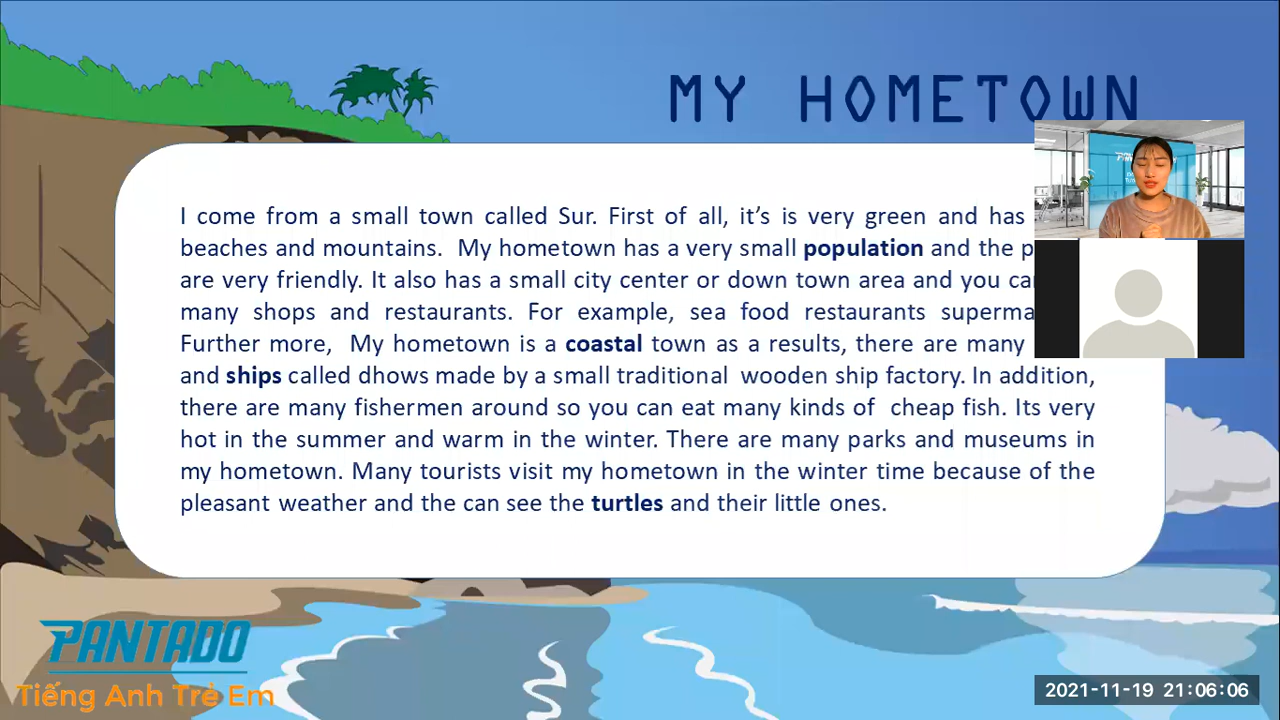 MY HOMETOWN
I come from a small town called Sur. First of all, it’s is very green and has
beaches and mountains. My hometown has a very small population and the
are very friendly. It also has a small city center or down town area and you
many shops and restaurants. For example, sea food restaurants
Further more, My hometown is a coastal town as a results, there are many
and ships called dhows made by a small traditional wooden ship factory. In addition,
there are many fishermen around so you can eat many kinds of cheap fish. Its very
hot in the summer and warm in the winter. There are many parks and museums in
my hometown. Many tourists visit my hometown in the winter time because of the
pleasant weather and the can see the turtles and their little ones.
PANTADO
Tiếng Anh Trẻ Em
2021-11-19 21:06:06